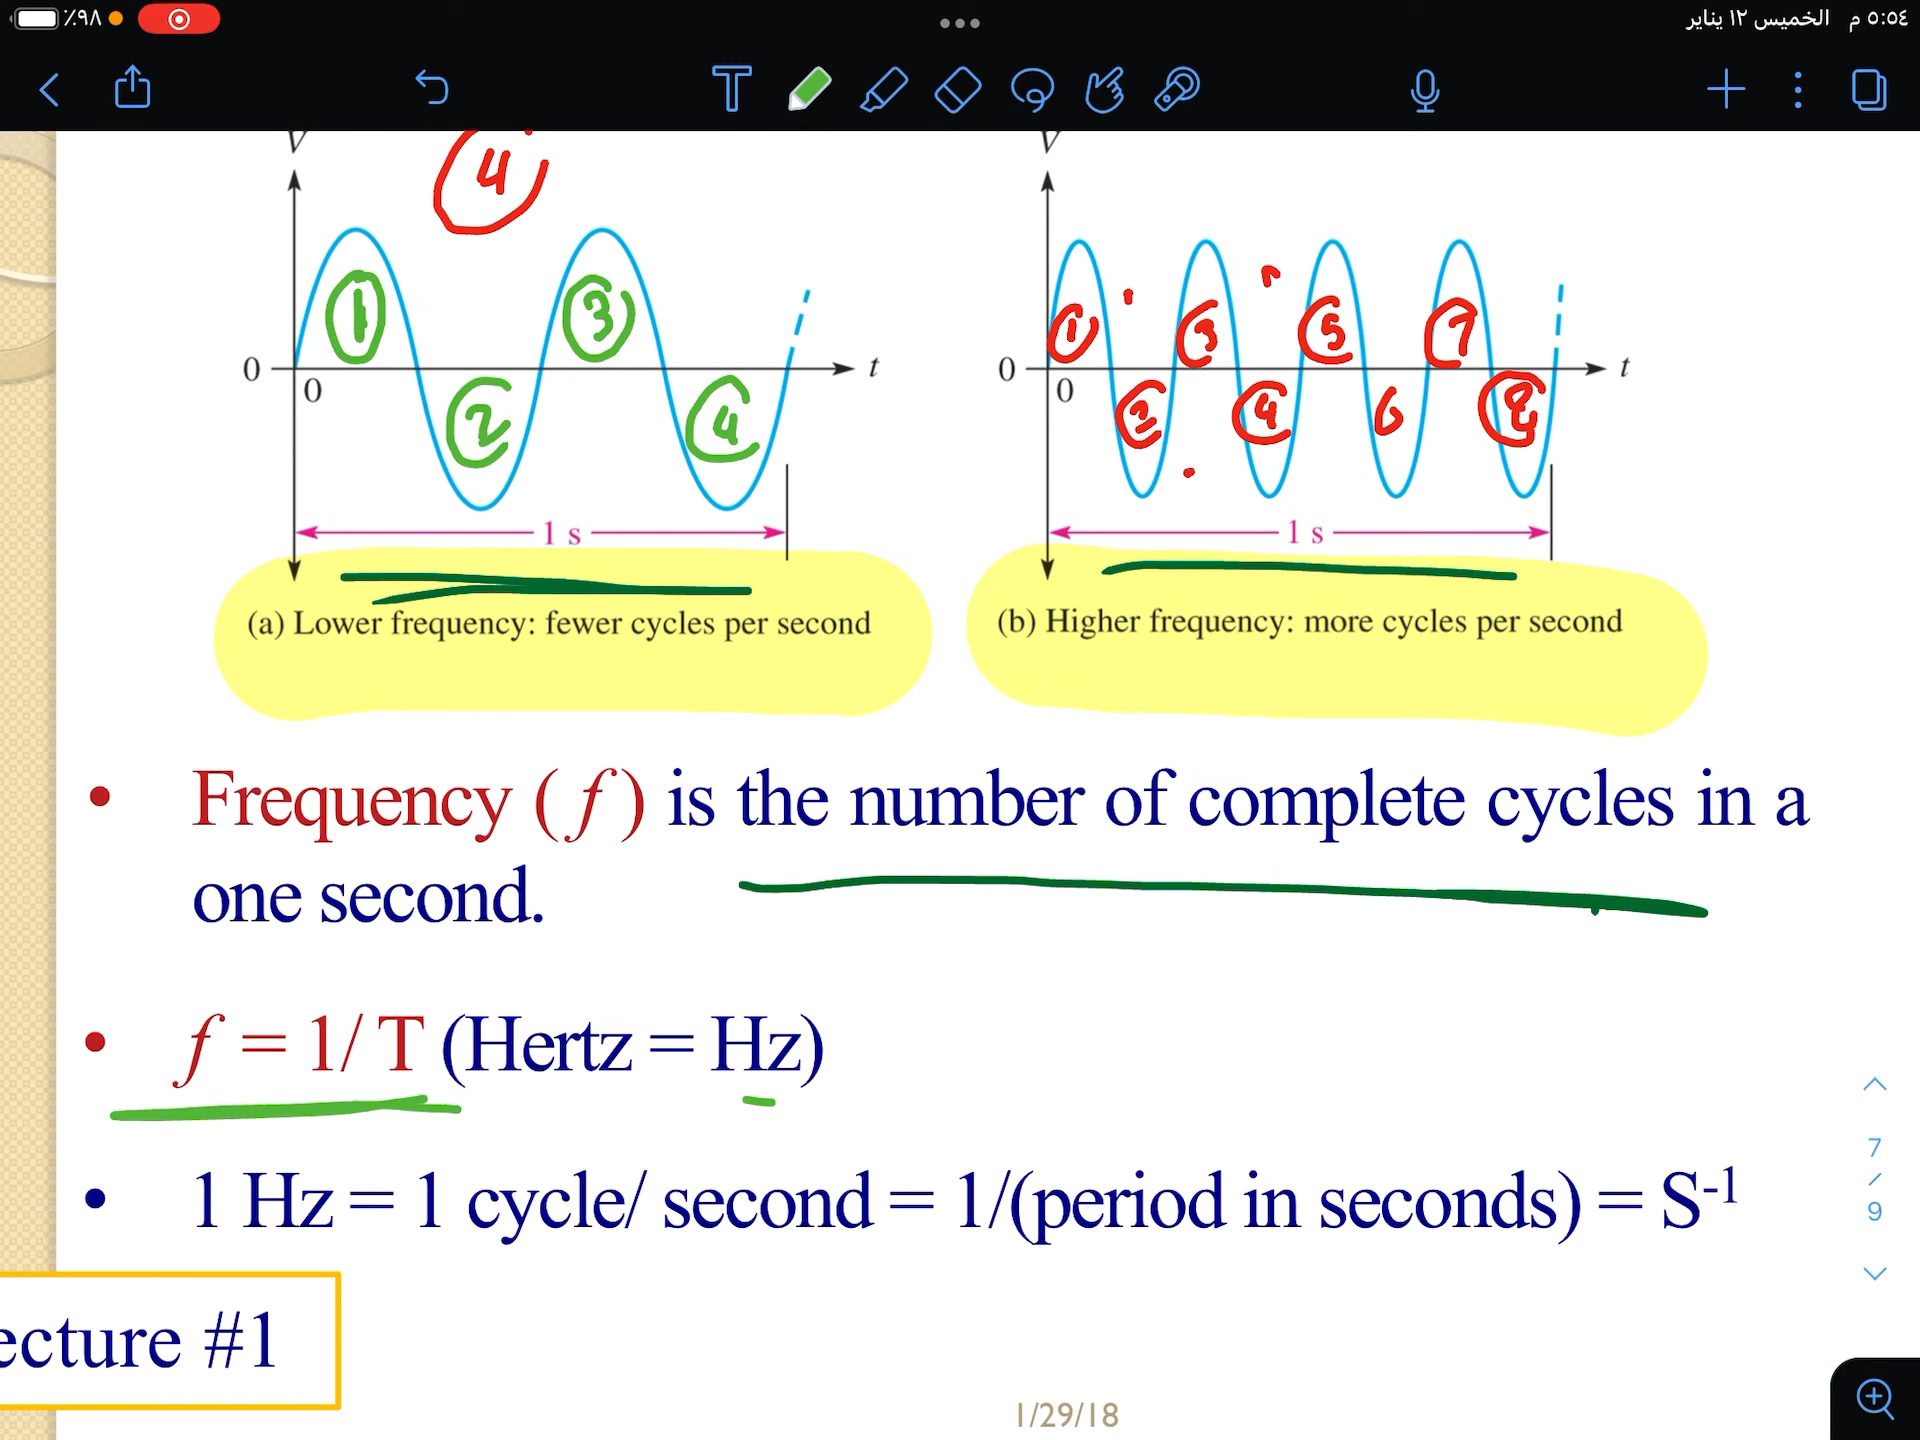 ٪٩٨
٥:٥٤ م الخميس ١٢ يناير
V
4
1
2
3
4
0
0
t
1 s
(a) Lower frequency: fewer cycles per second
V
1
2
3
4
5
6
7
8
0
0
t
1 s
(b) Higher frequency: more cycles per second
• Frequency ( f ) is the number of complete cycles in a
one second.
• f = 1/ T (Hertz = Hz)
• 1 Hz = 1 cycle/ second = 1/(period in seconds) = S⁻¹
7
/
9
ecture #1
1/29/18